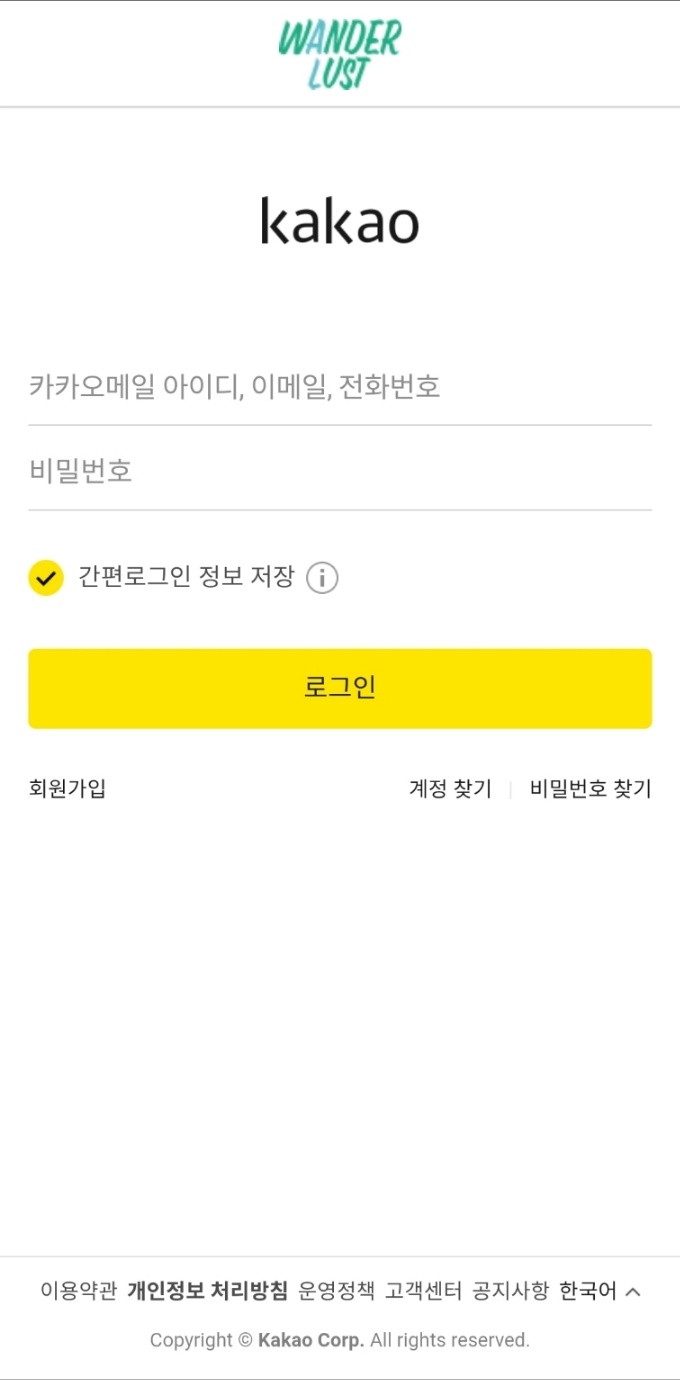 WANDER
LUST
kakao
카카오메일 아이디, 이메일, 전화번호
비밀번호
간편로그인 정보 저장
로그인
회원가입 계정 찾기 비밀번호 찾기
이용약관 개인정보 처리방침 운영정책 고객센터 공지사항 한국어
Copyright © Kakao Corp. All rights reserved.